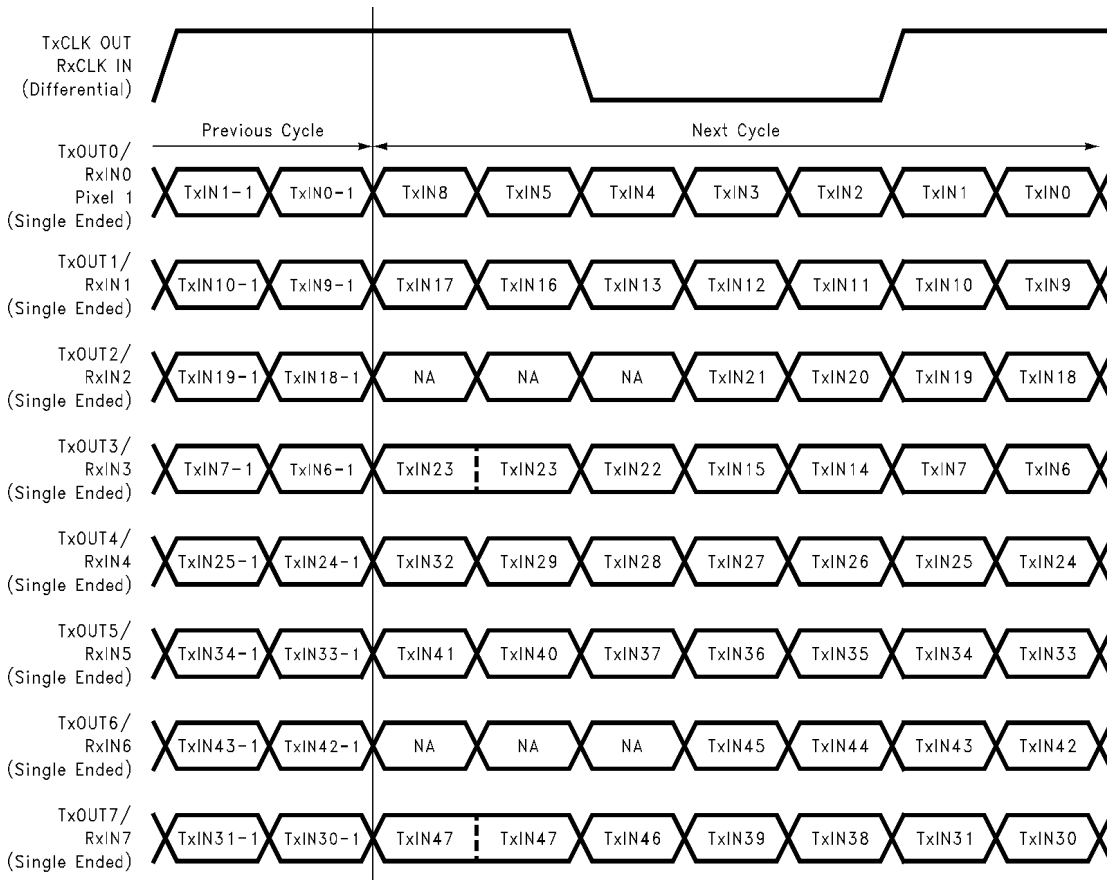 TxCLK OUT
RxCLK IN
(Differential)
Previous Cycle
Next Cycle
TxOUT0/
RxIN0
Pixel 1
(Single Ended)
TxIN1-1 TxIN0-1 TxIN8 TxIN5 TxIN4 TxIN3 TxIN2 TxIN1 TxIN0
TxOUT1/
RxIN1
(Single Ended)
TxIN10-1 TxIN9-1 TxIN17 TxIN16 TxIN13 TxIN12 TxIN11 TxIN10 TxIN9
TxOUT2/
RxIN2
(Single Ended)
TxIN19-1 TxIN18-1 NA NA NA TxIN21 TxIN20 TxIN19 TxIN18
TxOUT3/
RxIN3
(Single Ended)
TxIN7-1 TxIN6-1 TxIN23 TxIN23 TxIN22 TxIN15 TxIN14 TxIN7 TxIN6
TxOUT4/
RxIN4
(Single Ended)
TxIN25-1 TxIN24-1 TxIN32 TxIN29 TxIN28 TxIN27 TxIN26 TxIN25 TxIN24
TxOUT5/
RxIN5
(Single Ended)
TxIN34-1 TxIN33-1 TxIN41 TxIN40 TxIN37 TxIN36 TxIN35 TxIN34 TxIN33
TxOUT6/
RxIN6
(Single Ended)
TxIN43-1 TxIN42-1 NA NA NA TxIN45 TxIN44 TxIN43 TxIN42
TxOUT7/
RxIN7
(Single Ended)
TxIN31-1 TxIN30-1 TxIN47 TxIN47 TxIN46 TxIN39 TxIN38 TxIN31 TxIN30